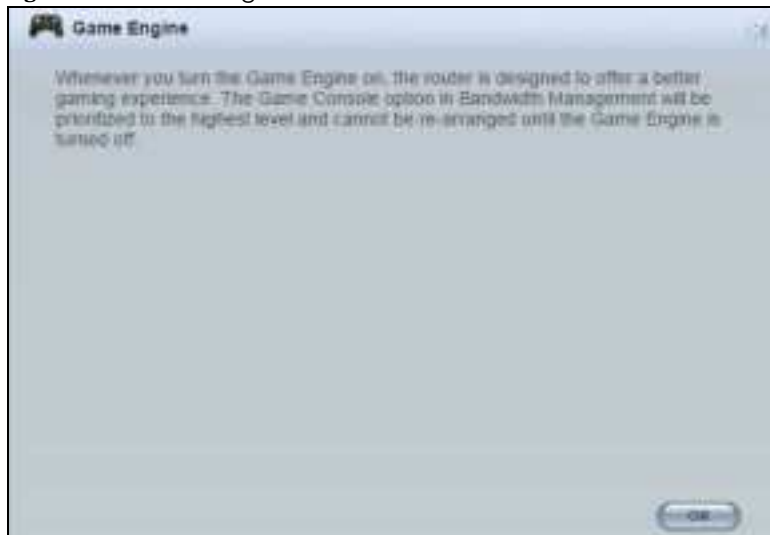 Game Engine
Whenever you turn the Game Engine on, the router is designed to offer a better
gaming experience. The Game Console option in Bandwidth Management will be
prioritized to the highest level and cannot be re-arranged until the Game Engine is
turned off.
OK